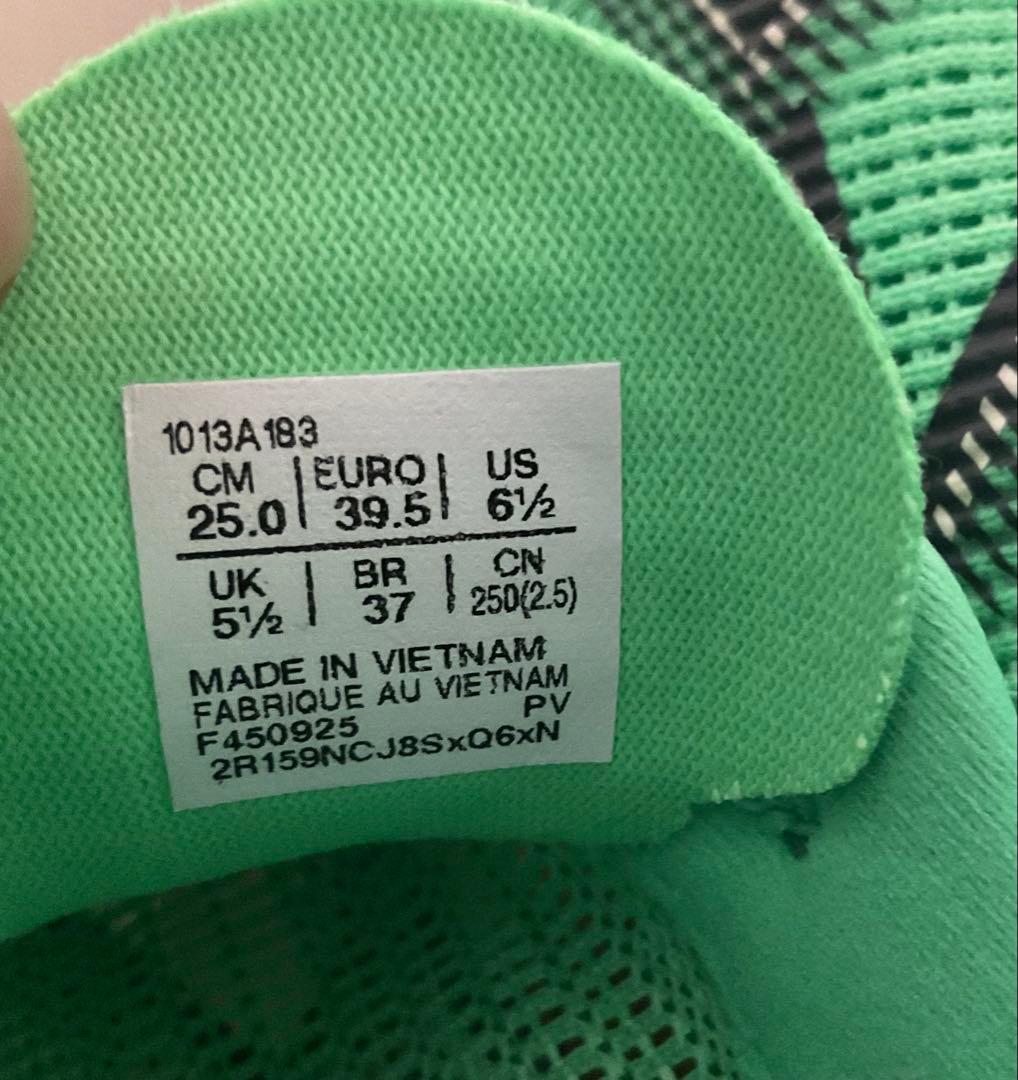 1013A183
CM | EURO | US
25.0 | 39.5 | 6½
UK | BR | CN
5½ | 37 | 250(2.5)
MADE IN VIETNAM
FABRIQUE AU VIETNAM
F450925 PV
2R159NCJ8SxQ6xN